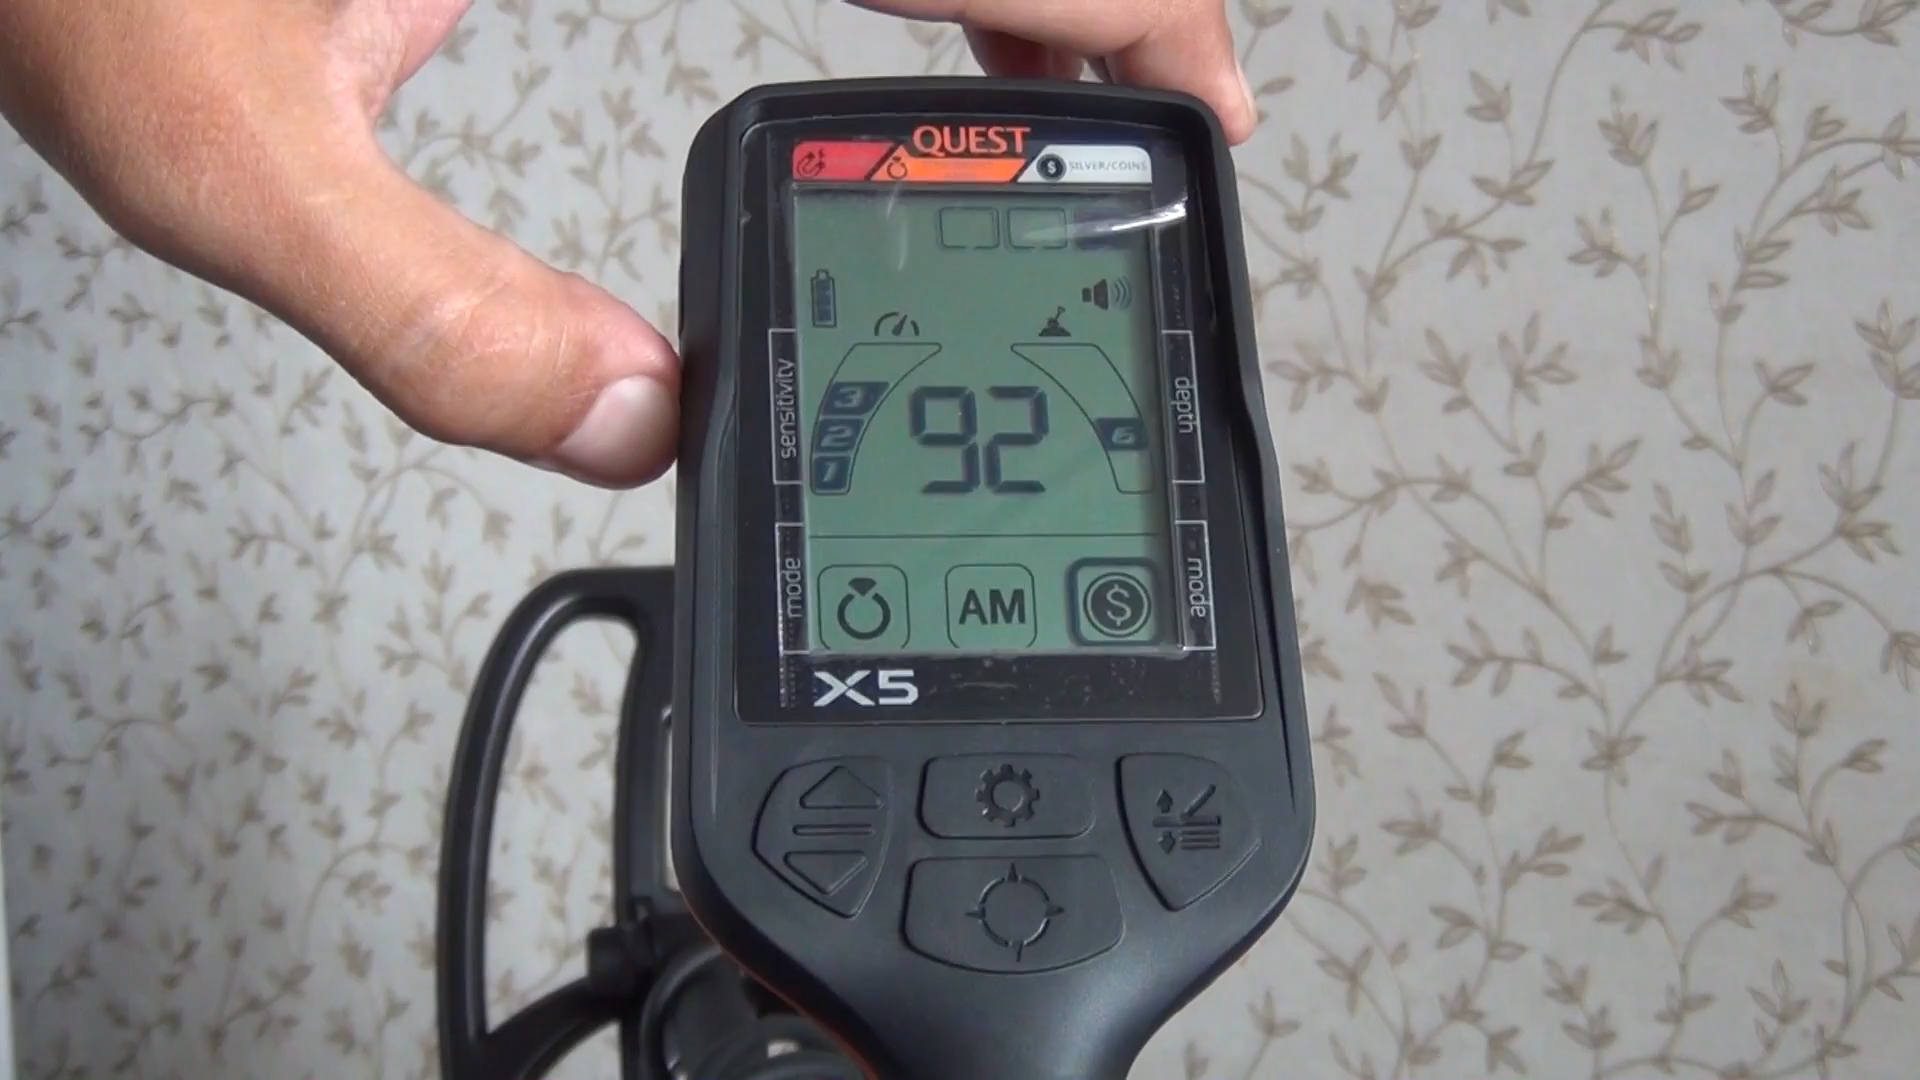 QUEST
SILVER/COINS
sensitivity
3
2
1
92
6
depth
mode
AM
mode
X5